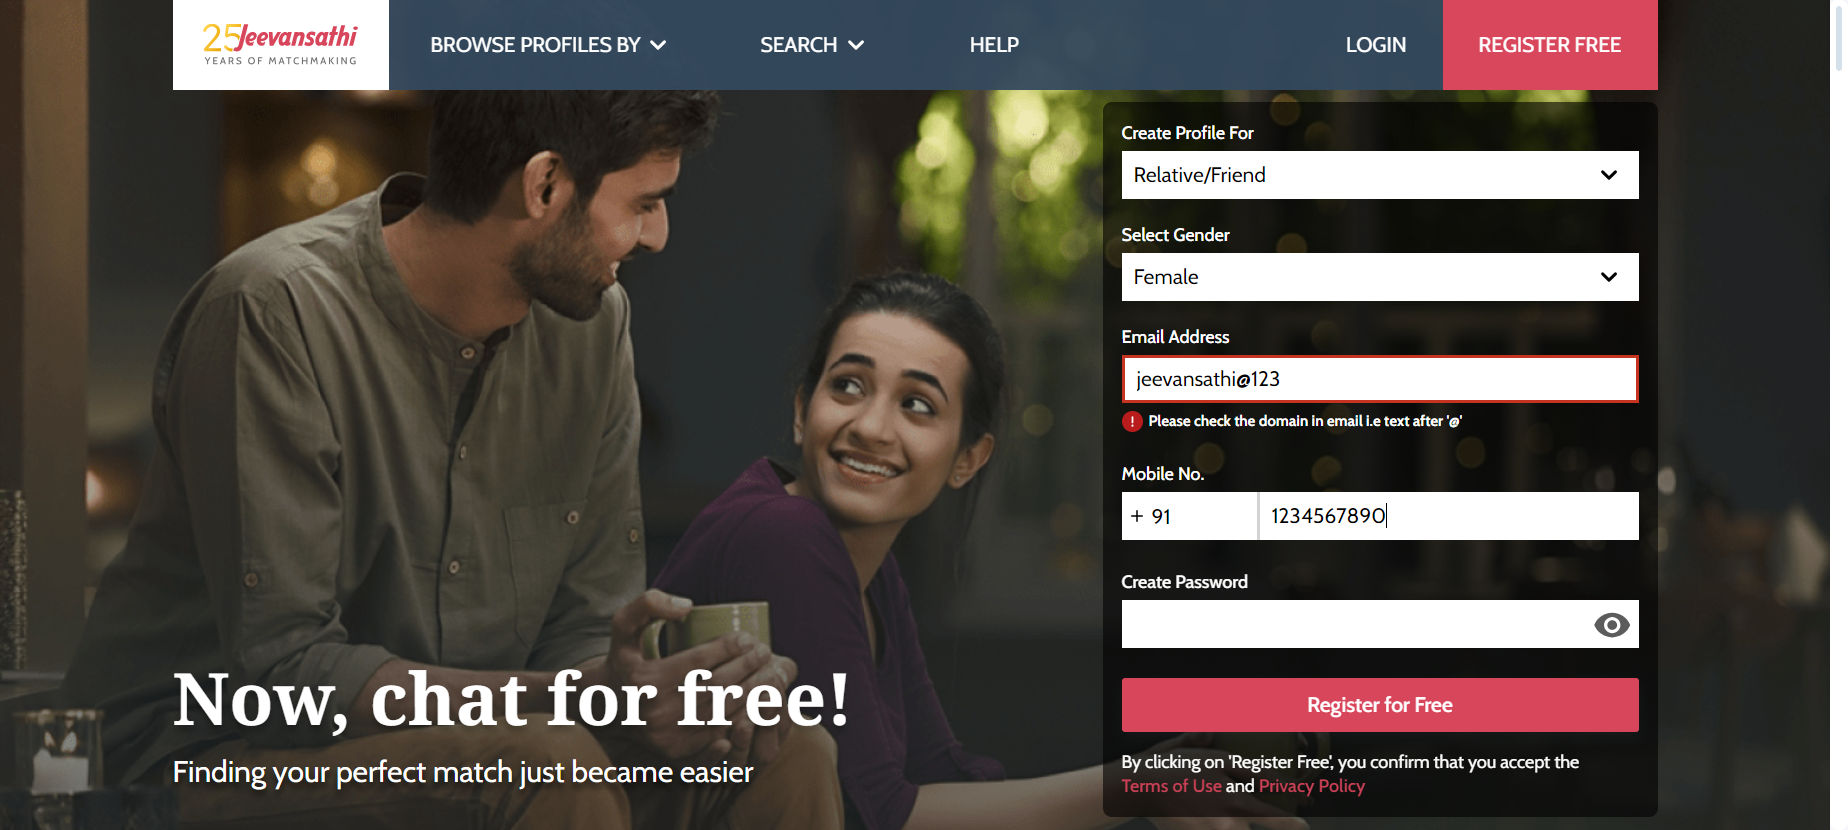 25 Jeevansathi
YEARS OF MATCHMAKING
BROWSE PROFILES BY
SEARCH
HELP
LOGIN
REGISTER FREE
Create Profile For
Relative/Friend
Select Gender
Female
Email Address
jeevansathi@123
! Please check the domain in email i.e text after '@'
Mobile No.
+ 91 1234567890
Create Password
Register for Free
By clicking on 'Register Free', you confirm that you accept the
Terms of Use and Privacy Policy
Now, chat for free!
Finding your perfect match just became easier